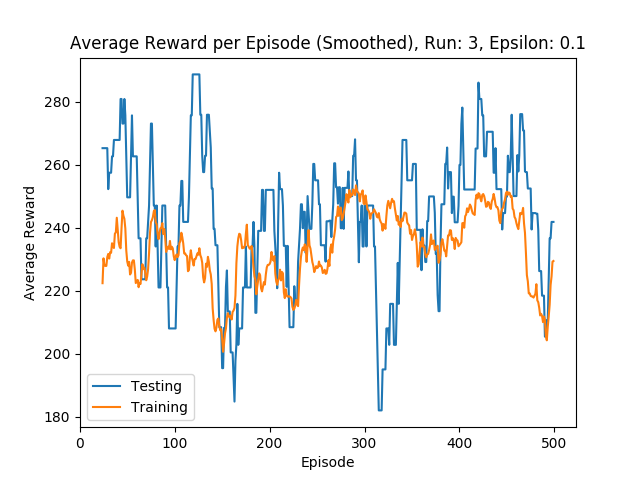 Average Reward per Episode (Smoothed), Run: 3, Epsilon: 0.1
Average Reward
280
260
240
220
200
180
Testing
Training
0 100 200 300 400 500
Episode